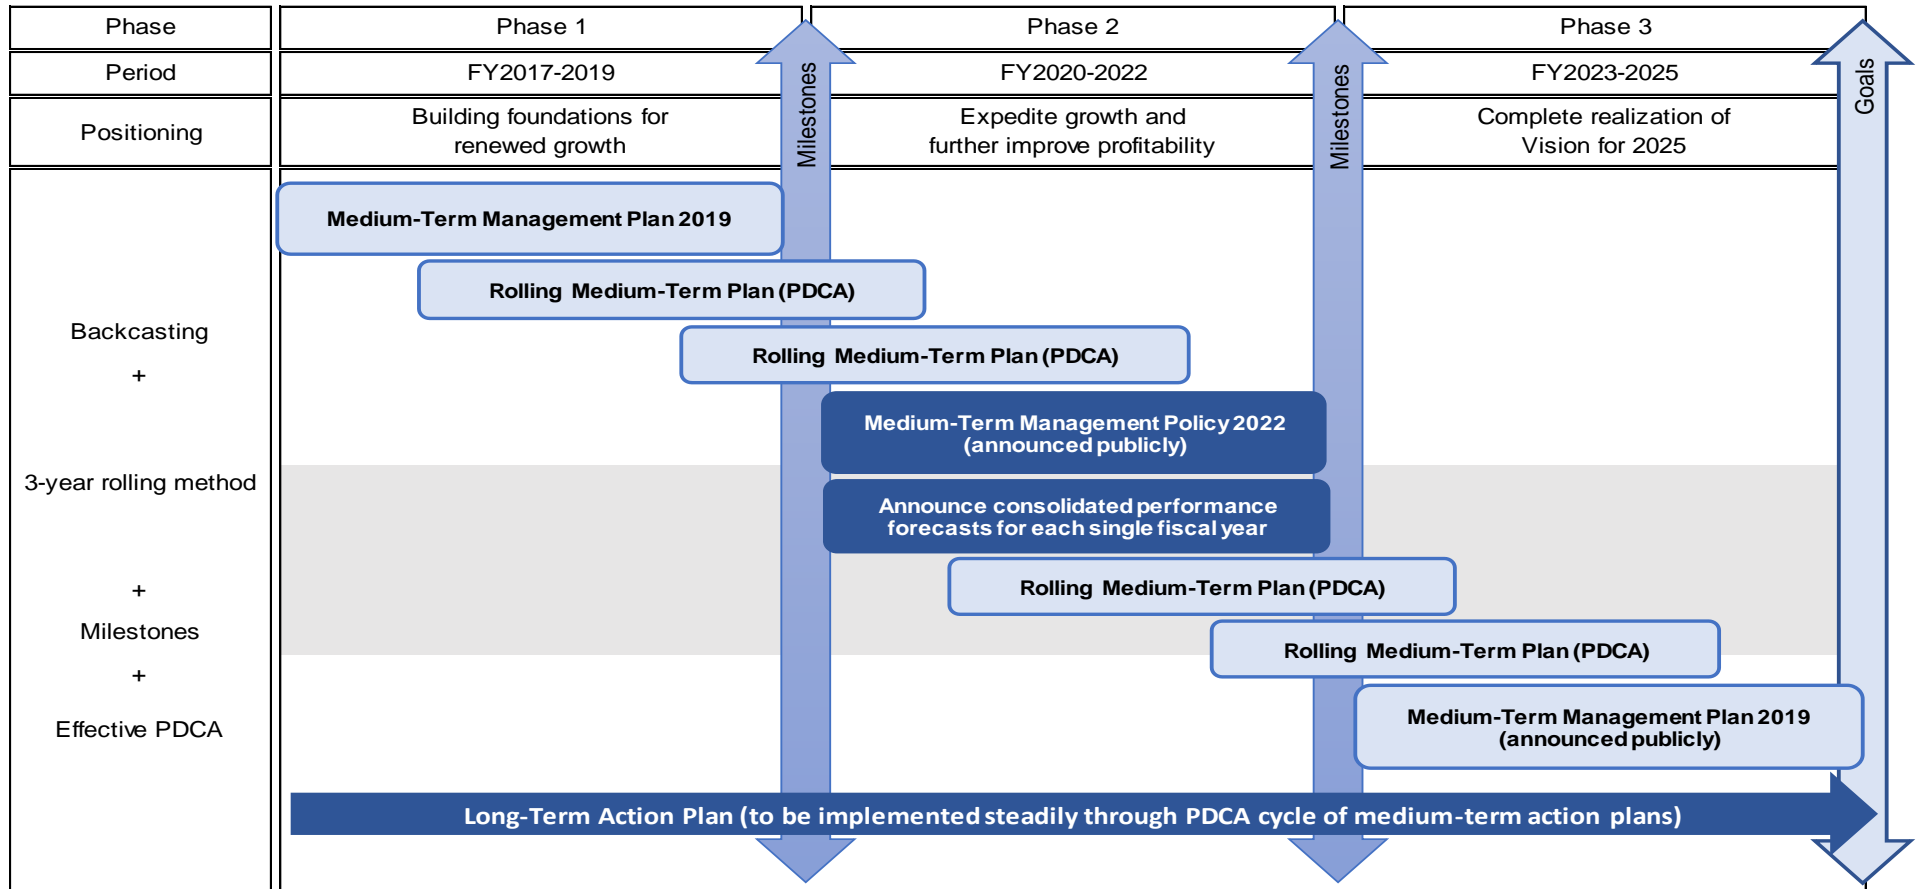 Phase
Phase 1
Phase 2
Phase 3
Period
FY2017-2019
FY2020-2022
FY2023-2025
Positioning
Building foundations for
renewed growth
Expedite growth and
further improve profitability
Complete realization of
Vision for 2025
Milestones
Milestones
Goals
Backcasting
+
3-year rolling method
+
Milestones
+
Effective PDCA
Medium-Term Management Plan 2019
Rolling Medium-Term Plan (PDCA)
Rolling Medium-Term Plan (PDCA)
Medium-Term Management Policy 2022
(announced publicly)
Announce consolidated performance
forecasts for each single fiscal year
Rolling Medium-Term Plan (PDCA)
Rolling Medium-Term Plan (PDCA)
Medium-Term Management Plan 2019
(announced publicly)
Long-Term Action Plan (to be implemented steadily through PDCA cycle of medium-term action plans)